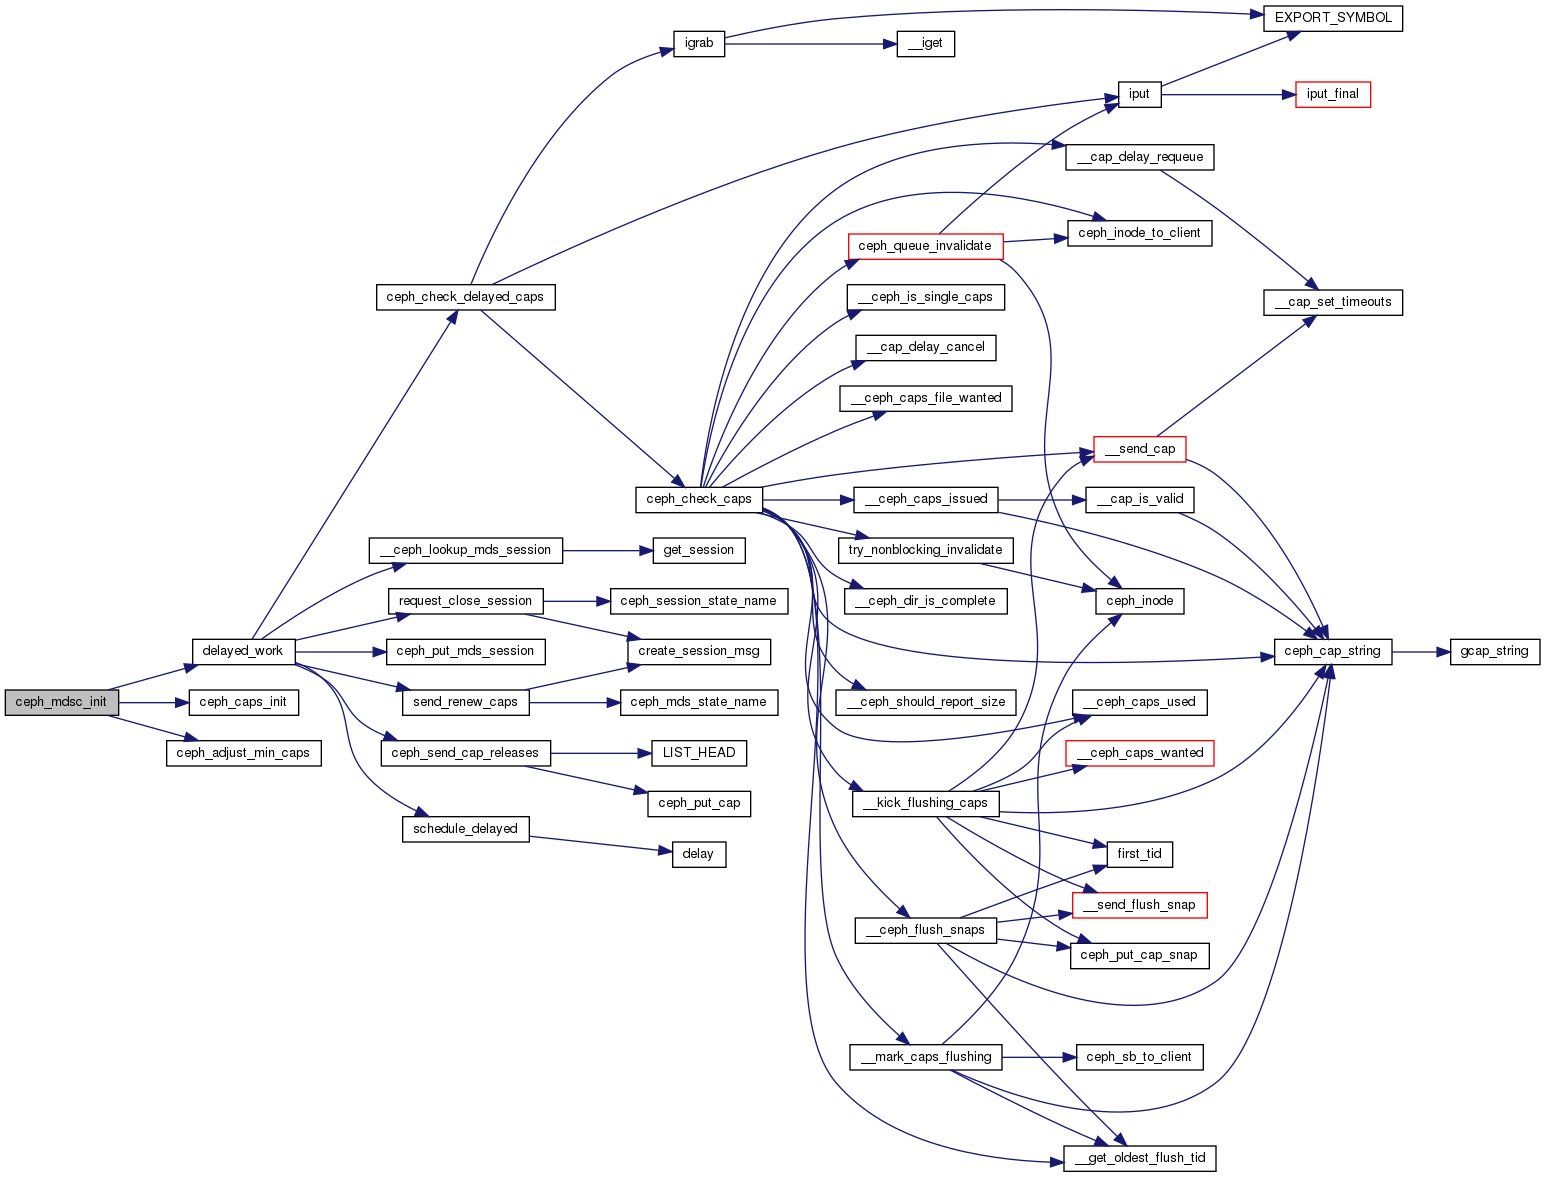 EXPORT_SYMBOL
igrab
__iget
iput
iput_final
__cap_delay_requeue
ceph_inode_to_client
ceph_queue_invalidate
ceph_check_delayed_caps
__ceph_is_single_caps
__cap_set_timeouts
__cap_delay_cancel
__ceph_caps_file_wanted
__send_cap
ceph_check_caps
__ceph_caps_issued
__cap_is_valid
__ceph_lookup_mds_session
get_session
try_nonblocking_invalidate
request_close_session
ceph_session_state_name
__ceph_dir_is_complete
ceph_inode
delayed_work
ceph_put_mds_session
create_session_msg
ceph_cap_string
gcap_string
ceph_mdsc_init
ceph_caps_init
send_renew_caps
ceph_mds_state_name
__ceph_should_report_size
__ceph_caps_used
ceph_adjust_min_caps
ceph_send_cap_releases
LIST_HEAD
__ceph_caps_wanted
ceph_put_cap
__kick_flushing_caps
schedule_delayed
delay
first_tid
__send_flush_snap
__ceph_flush_snaps
ceph_put_cap_snap
__mark_caps_flushing
ceph_sb_to_client
__get_oldest_flush_tid